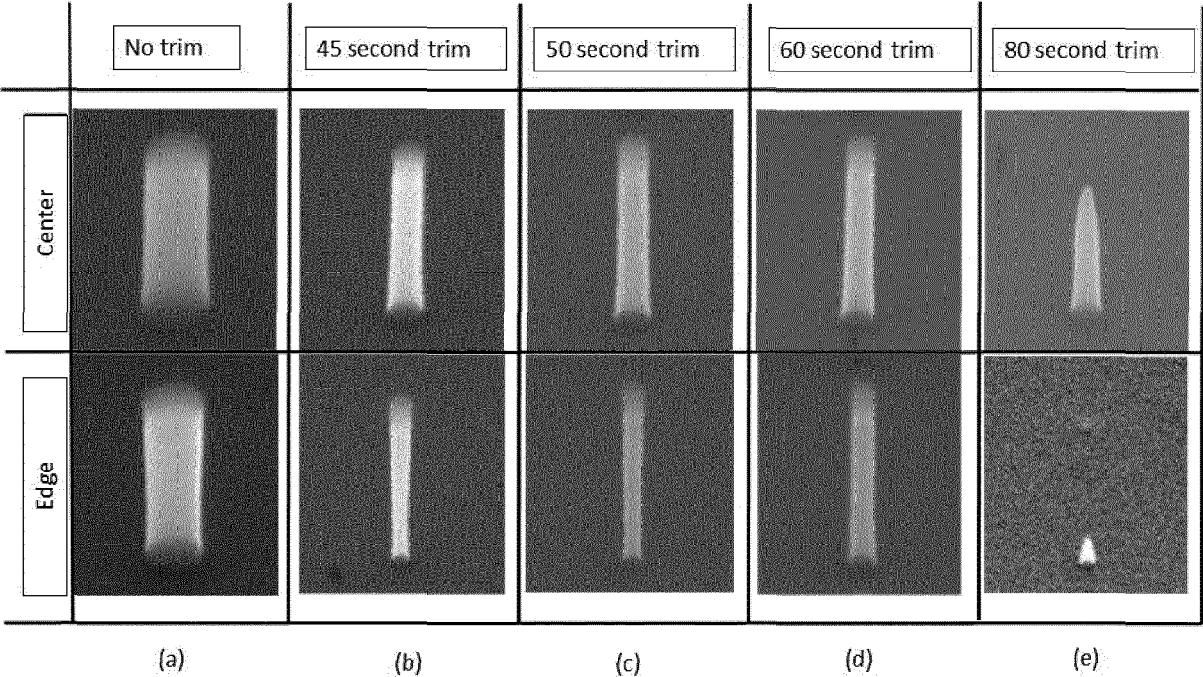 No trim
45 second trim
50 second trim
60 second trim
80 second trim
Center
Edge
(a)
(b)
(c)
(d)
(e)